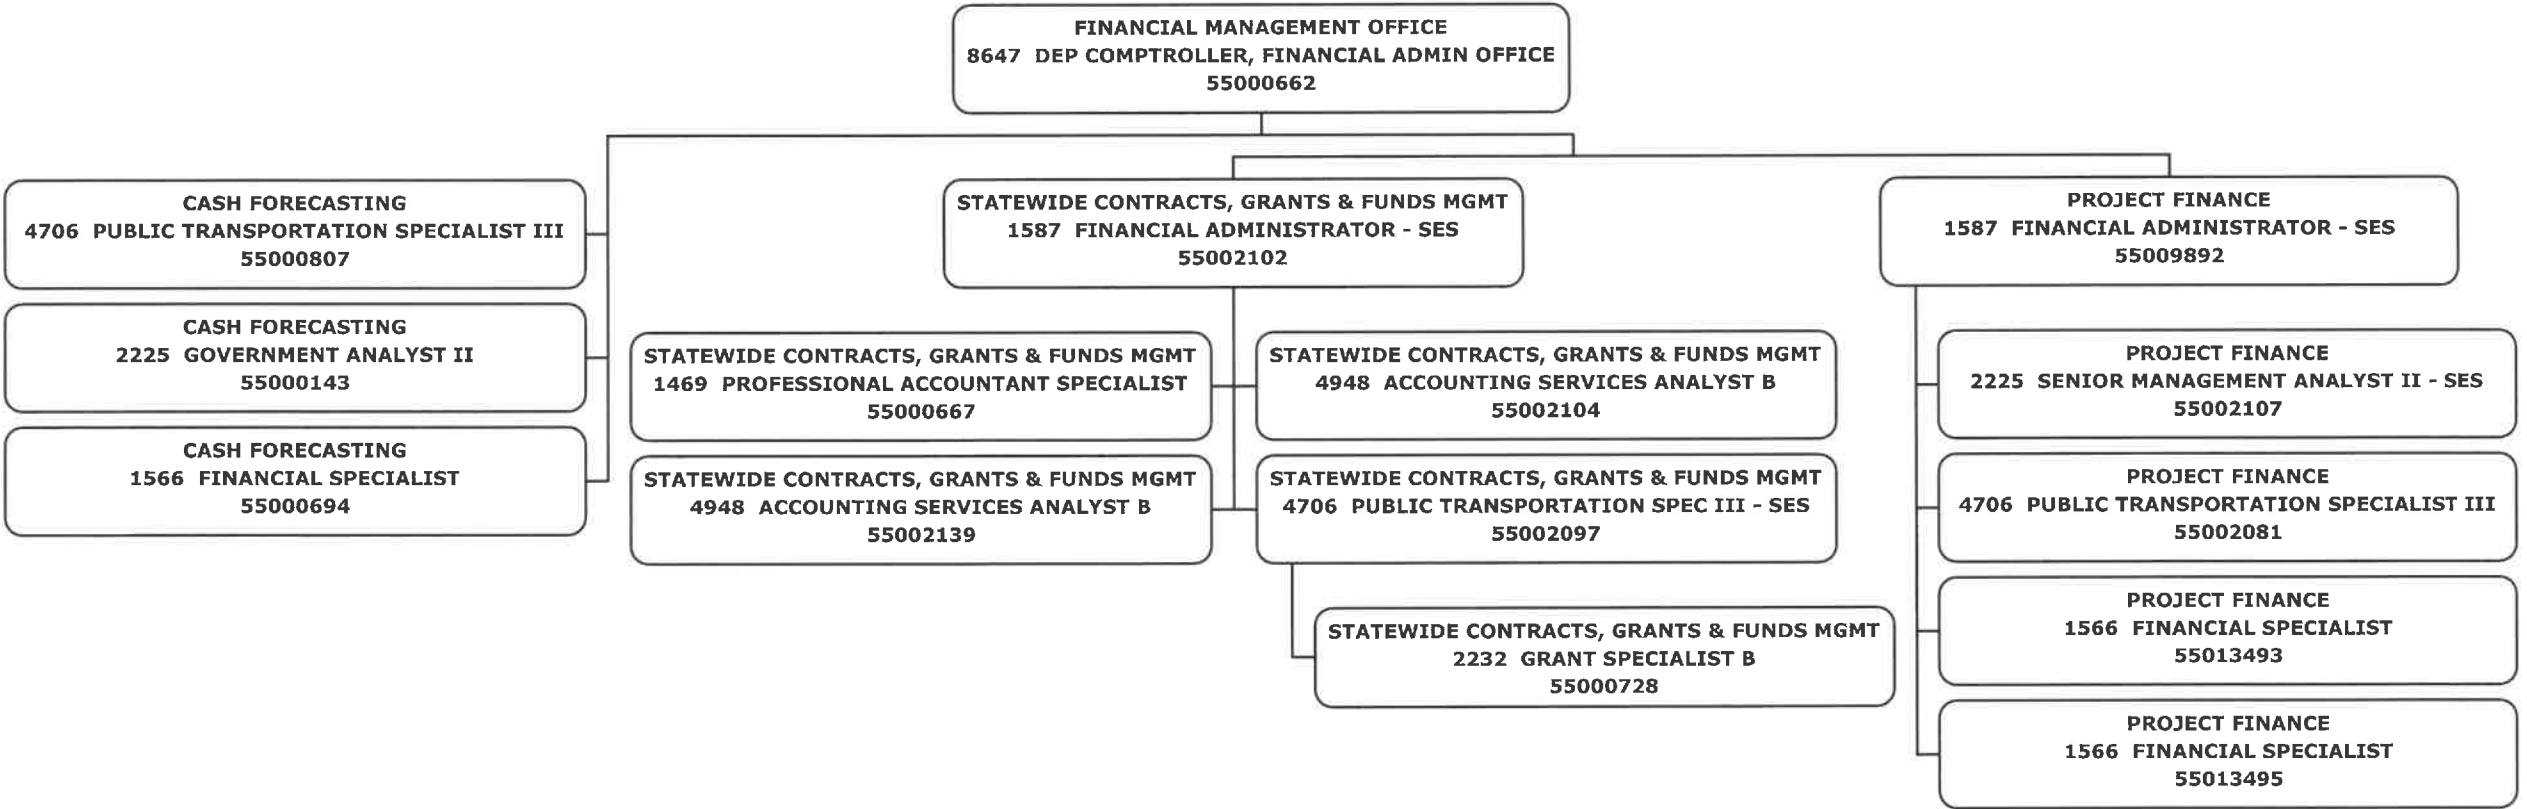 FINANCIAL MANAGEMENT OFFICE
8647 DEP COMPTROLLER, FINANCIAL ADMIN OFFICE
55000662
CASH FORECASTING
4706 PUBLIC TRANSPORTATION SPECIALIST III
55000807
CASH FORECASTING
2225 GOVERNMENT ANALYST II
55000143
CASH FORECASTING
1566 FINANCIAL SPECIALIST
55000694
STATEWIDE CONTRACTS, GRANTS & FUNDS MGMT
1587 FINANCIAL ADMINISTRATOR - SES
55002102
STATEWIDE CONTRACTS, GRANTS & FUNDS MGMT
1469 PROFESSIONAL ACCOUNTANT SPECIALIST
55000667
STATEWIDE CONTRACTS, GRANTS & FUNDS MGMT
4948 ACCOUNTING SERVICES ANALYST B
55002104
STATEWIDE CONTRACTS, GRANTS & FUNDS MGMT
4948 ACCOUNTING SERVICES ANALYST B
55002139
STATEWIDE CONTRACTS, GRANTS & FUNDS MGMT
4706 PUBLIC TRANSPORTATION SPEC III - SES
55002097
STATEWIDE CONTRACTS, GRANTS & FUNDS MGMT
2232 GRANT SPECIALIST B
55000728
PROJECT FINANCE
1587 FINANCIAL ADMINISTRATOR - SES
55009892
PROJECT FINANCE
2225 SENIOR MANAGEMENT ANALYST II - SES
55002107
PROJECT FINANCE
4706 PUBLIC TRANSPORTATION SPECIALIST III
55002081
PROJECT FINANCE
1566 FINANCIAL SPECIALIST
55013493
PROJECT FINANCE
1566 FINANCIAL SPECIALIST
55013495